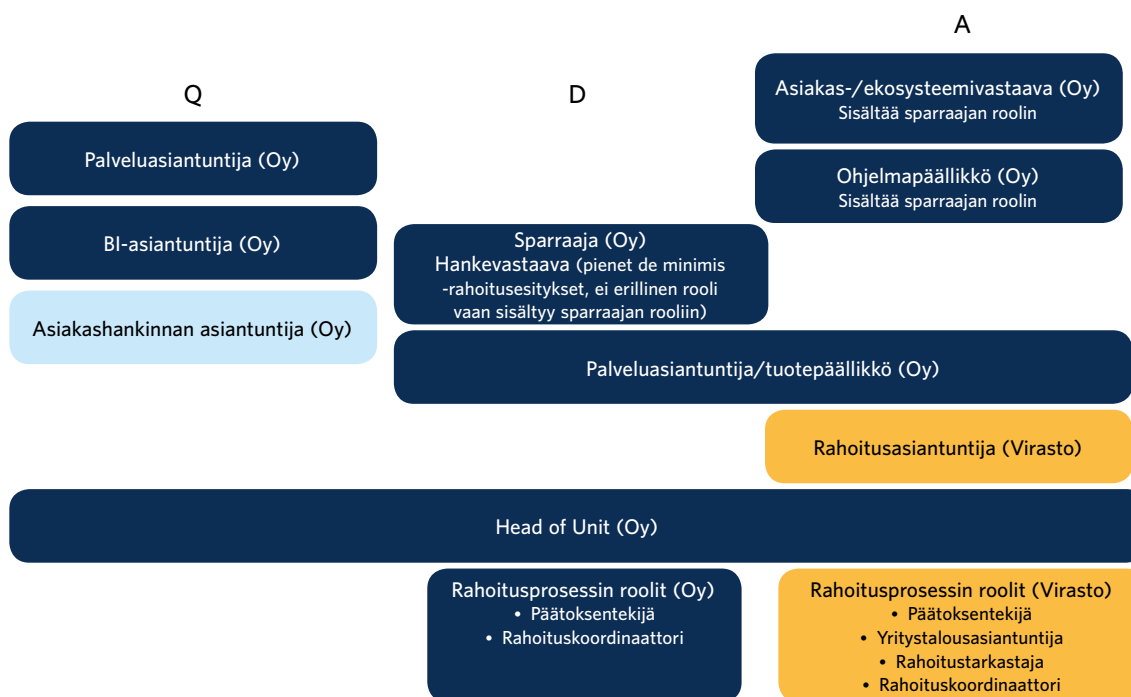 Q
Palveluasiantuntija (Oy)
BI-asiantuntija (Oy)
Asiakashankinnan asiantuntija (Oy)
D
Sparraaja (Oy)
Hankevastaava (pienet de minimis
-rahoitusesitykset, ei erillinen rooli
vaan sisältyy sparraajan rooliin)
A
Asiakas-/ekosysteemivastaava (Oy)
Sisältää sparraajan roolin
Ohjelmapäällikkö (Oy)
Sisältää sparraajan roolin
Palveluasiantuntija/tuotepäällikkö (Oy)
Rahoitusasiantuntija (Virasto)
Head of Unit (Oy)
Rahoitusprosessin roolit (Oy)
• Päätoksentekijä
• Rahoituskoordinaattori
Rahoitusprosessin roolit (Virasto)
• Päätoksentekijä
• Yritystalousasiantuntija
• Rahoitustarkastaja
• Rahoituskoordinaattori